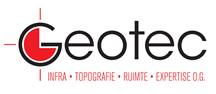 Geotec
INFRA • TOPOGRAFIE • RUIMTE • EXPERTISE O.G.